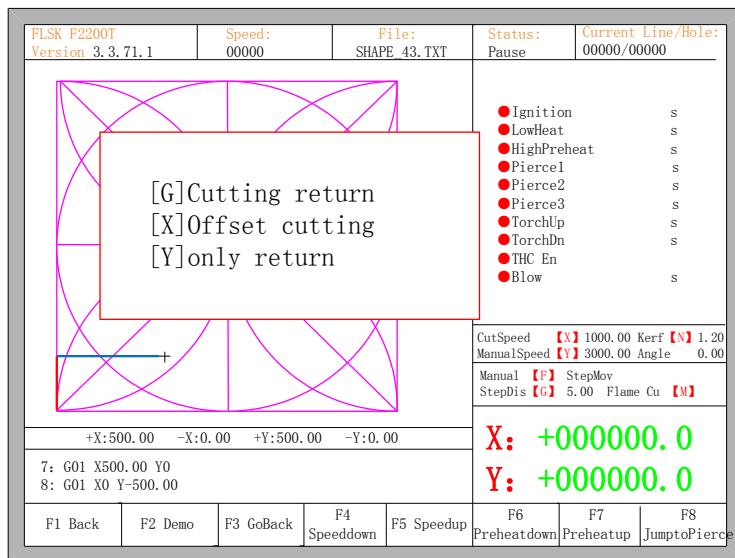 FLSK F2200T
Version 3.3.71.1
Speed:
00000
File:
SHAPE_43.TXT
Status:
Pause
Current Line/Hole:
00000/00000
[G]Cutting return
[X]Offset cutting
[Y]only return
Ignition s
LowHeat s
HighPreheat s
Pierce1 s
Pierce2 s
Pierce3 s
TorchUp s
TorchDn s
THC En
Blow s
CutSpeed 【X】 1000.00 Kerf 【N】 1.20
ManualSpeed 【Y】 3000.00 Angle 0.00
Manual 【F】 StepMov
StepDis 【G】 5.00 Flame Cu 【M】
+X:500.00 -X:0.00 +Y:500.00 -Y:0.00
7: G01 X500.00 Y0
8: G01 X0 Y-500.00
X: +000000.0
Y: +000000.0
F1 Back
F2 Demo
F3 GoBack
F4
Speeddown
F5 Speedup
F6
Preheatdown
F7
Preheatup
F8
JumptoPierce